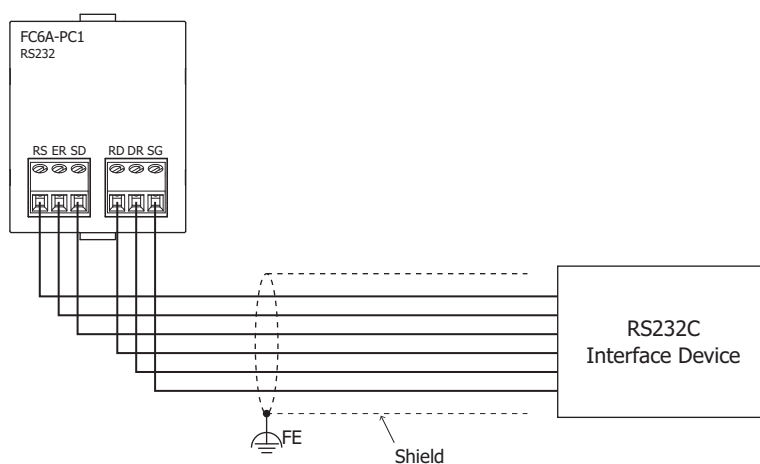 FC6A-PC1
RS232
RS ER SD RD DR SG
RS232C
Interface Device
FE
Shield